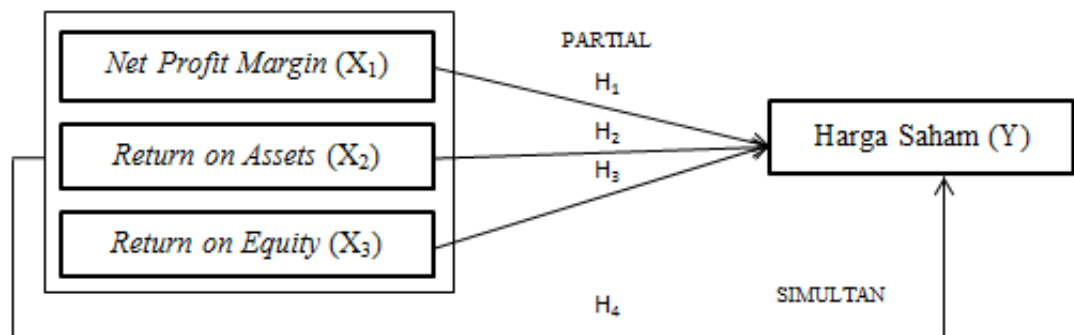 PARTIAL
Net Profit Margin (X₁)
H₁
Harga Saham (Y)
H₂
Return on Assets (X₂)
H₃
Return on Equity (X₃)
H₄
SIMULTAN